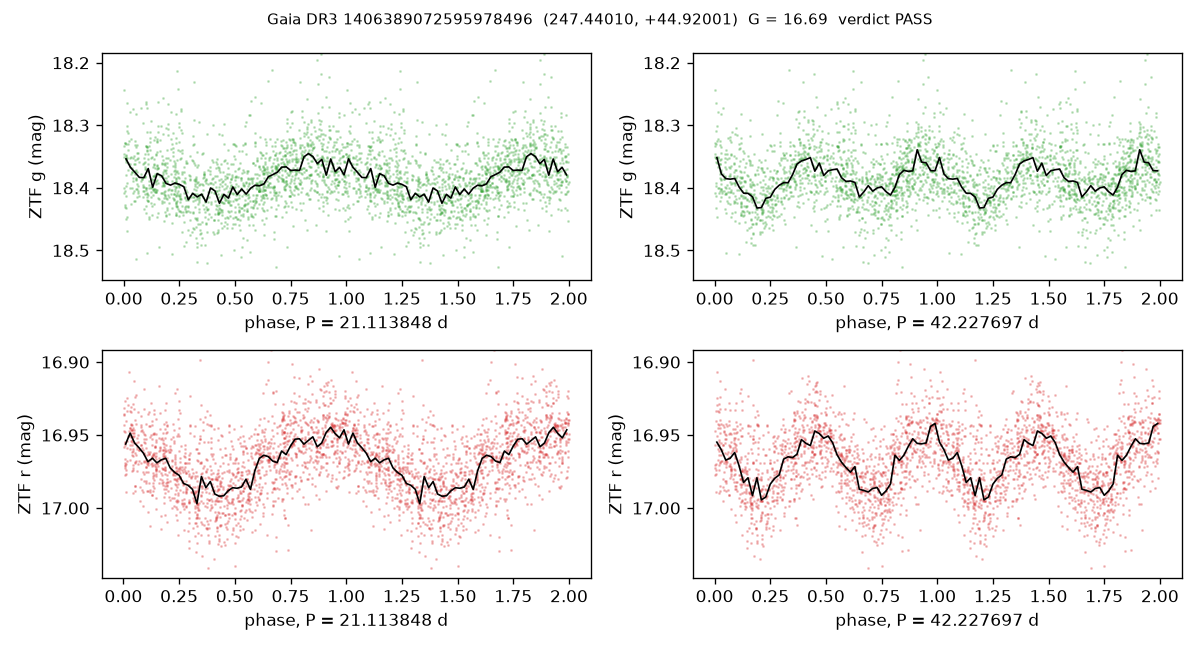 Gaia DR3 1406389072595978496 (247.44010, +44.92001) G = 16.69 verdict PASS
ZTF g (mag)
18.2
18.3
18.4
18.5
0.00 0.25 0.50 0.75 1.00 1.25 1.50 1.75 2.00
phase, P = 21.113848 d
ZTF g (mag)
18.2
18.3
18.4
18.5
0.00 0.25 0.50 0.75 1.00 1.25 1.50 1.75 2.00
phase, P = 42.227697 d
ZTF r (mag)
16.90
16.95
17.00
0.00 0.25 0.50 0.75 1.00 1.25 1.50 1.75 2.00
phase, P = 21.113848 d
ZTF r (mag)
16.90
16.95
17.00
0.00 0.25 0.50 0.75 1.00 1.25 1.50 1.75 2.00
phase, P = 42.227697 d